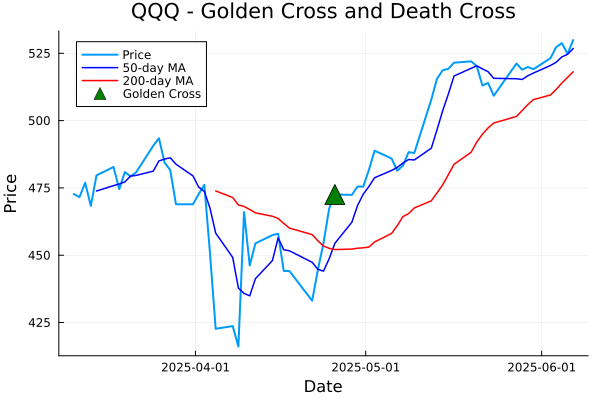 QQQ - Golden Cross and Death Cross
Price
50-day MA
200-day MA
Golden Cross
525
500
475
450
425
Price
2025-04-01
2025-05-01
2025-06-01
Date